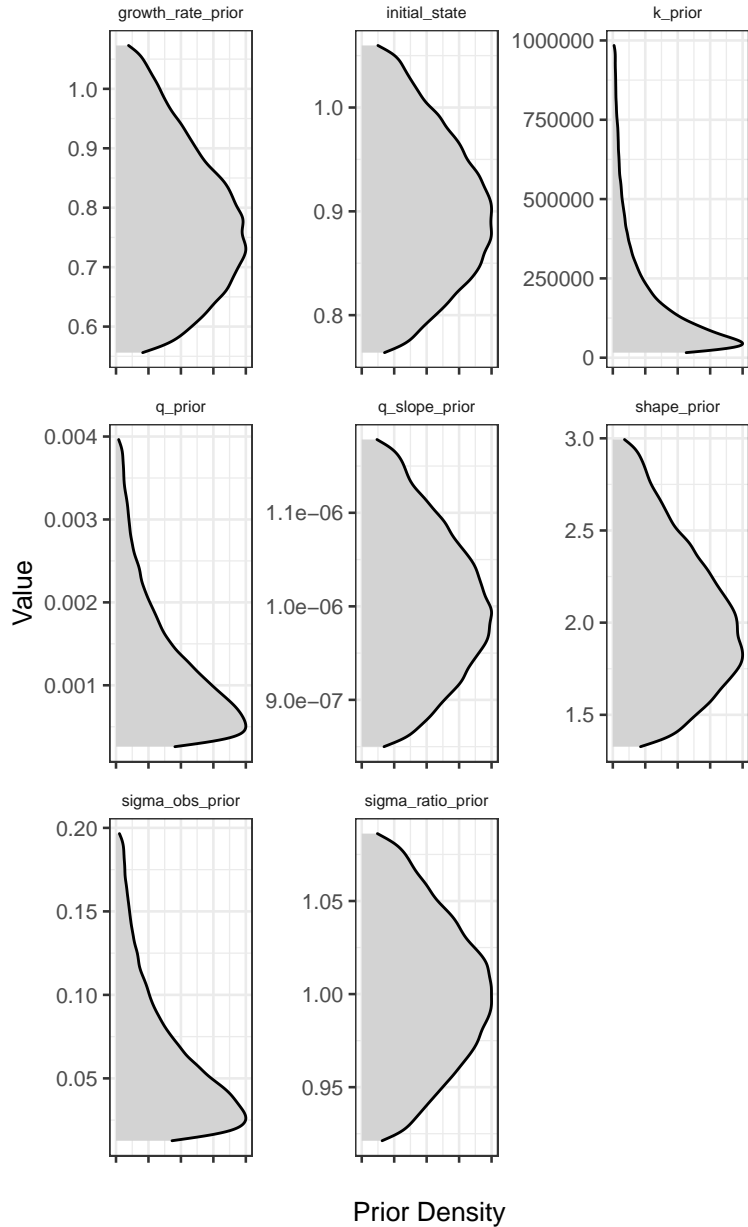 growth_rate_prior
initial_state
k_prior
1.0
0.9
0.8
0.7
0.6
1.0
0.9
0.8
1000000
750000
500000
250000
0
q_prior
q_slope_prior
shape_prior
0.004
0.003
0.002
0.001
1.1e−06
1.0e−06
9.0e−07
3.0
2.5
2.0
1.5
Value
sigma_obs_prior
sigma_ratio_prior
0.20
0.15
0.10
0.05
1.05
1.00
0.95
Prior Density